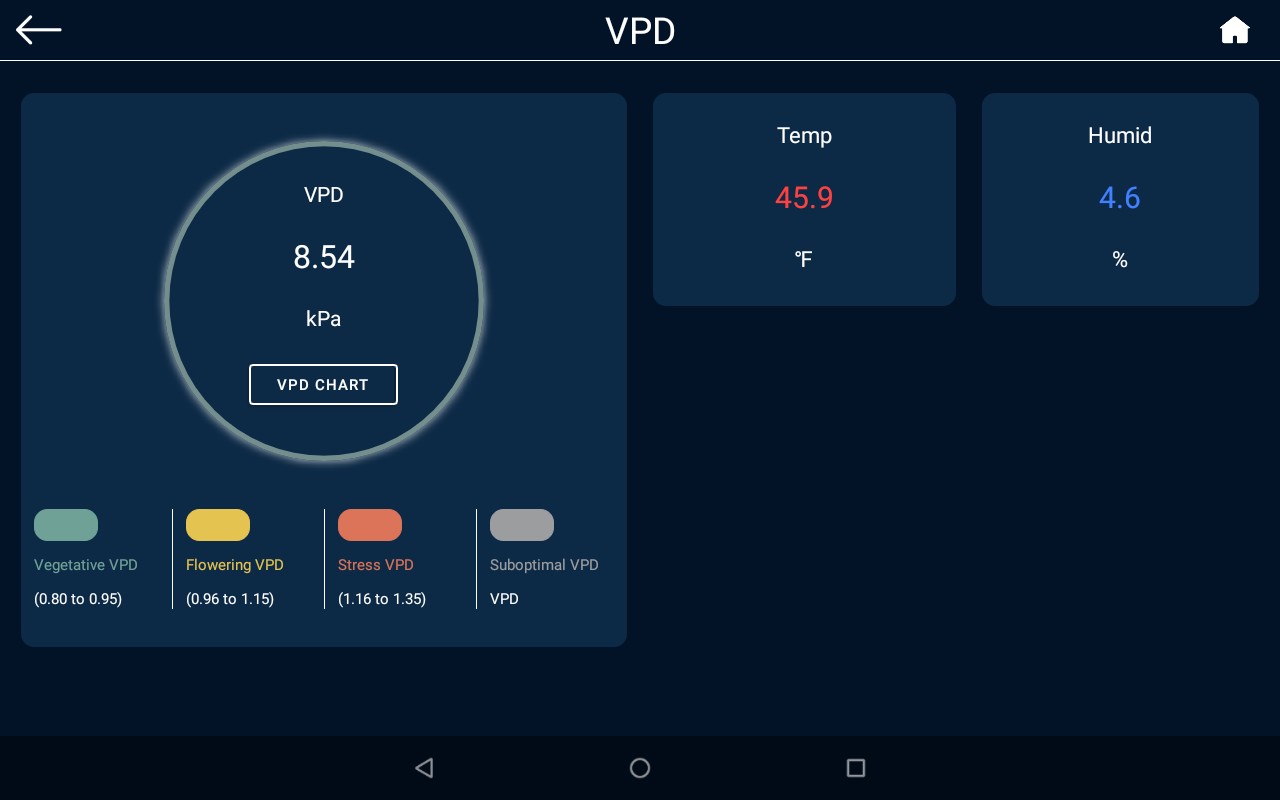 VPD
VPD
8.54
kPa
VPD CHART
Temp
45.9
°F
Humid
4.6
%
Vegetative VPD
(0.80 to 0.95)
Flowering VPD
(0.96 to 1.15)
Stress VPD
(1.16 to 1.35)
Suboptimal VPD
VPD